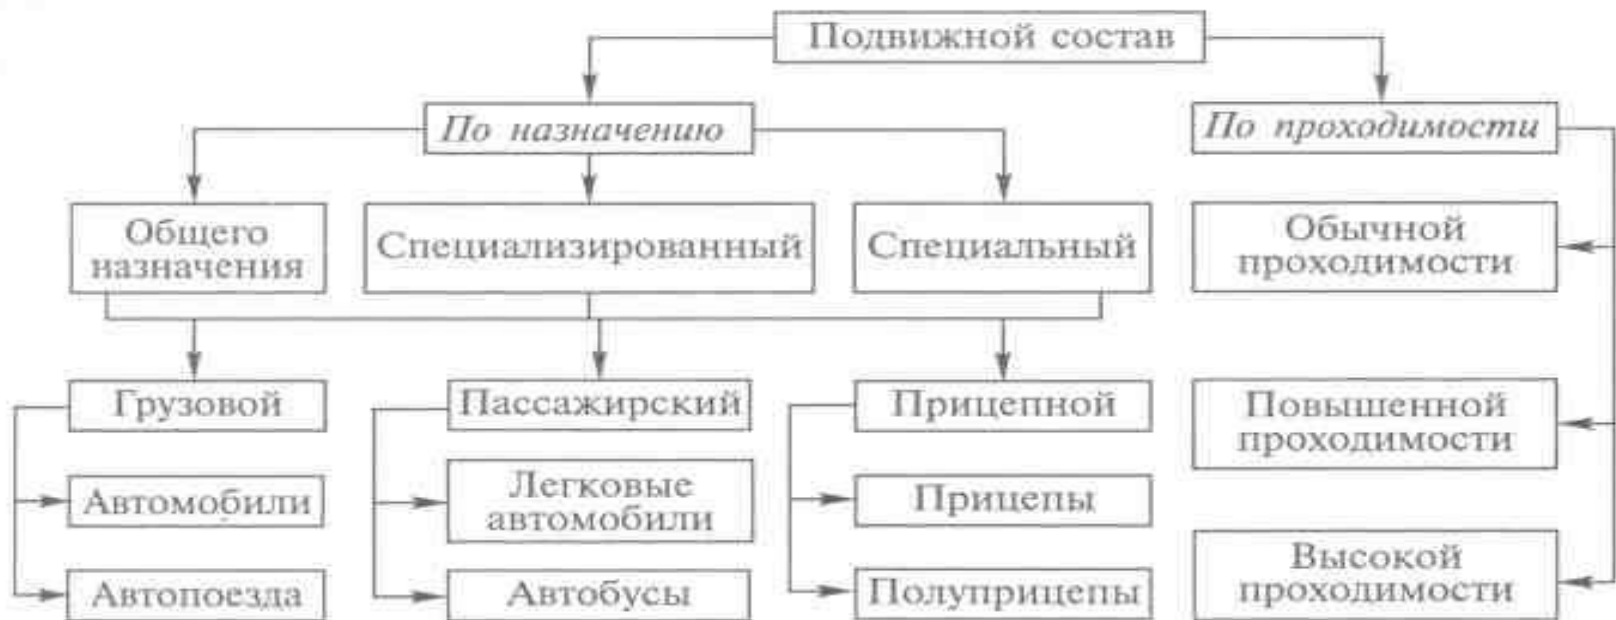 Подвижной состав
По назначению
По проходимости
Общего
назначения
Специализированный
Специальный
Обычной
проходимости
Грузовой
Пассажирский
Прицепной
Повышенной
проходимости
Автомобили
Легковые
автомобили
Прицепы
Автопоезда
Автобусы
Полуприцепы
Высокой
проходимости